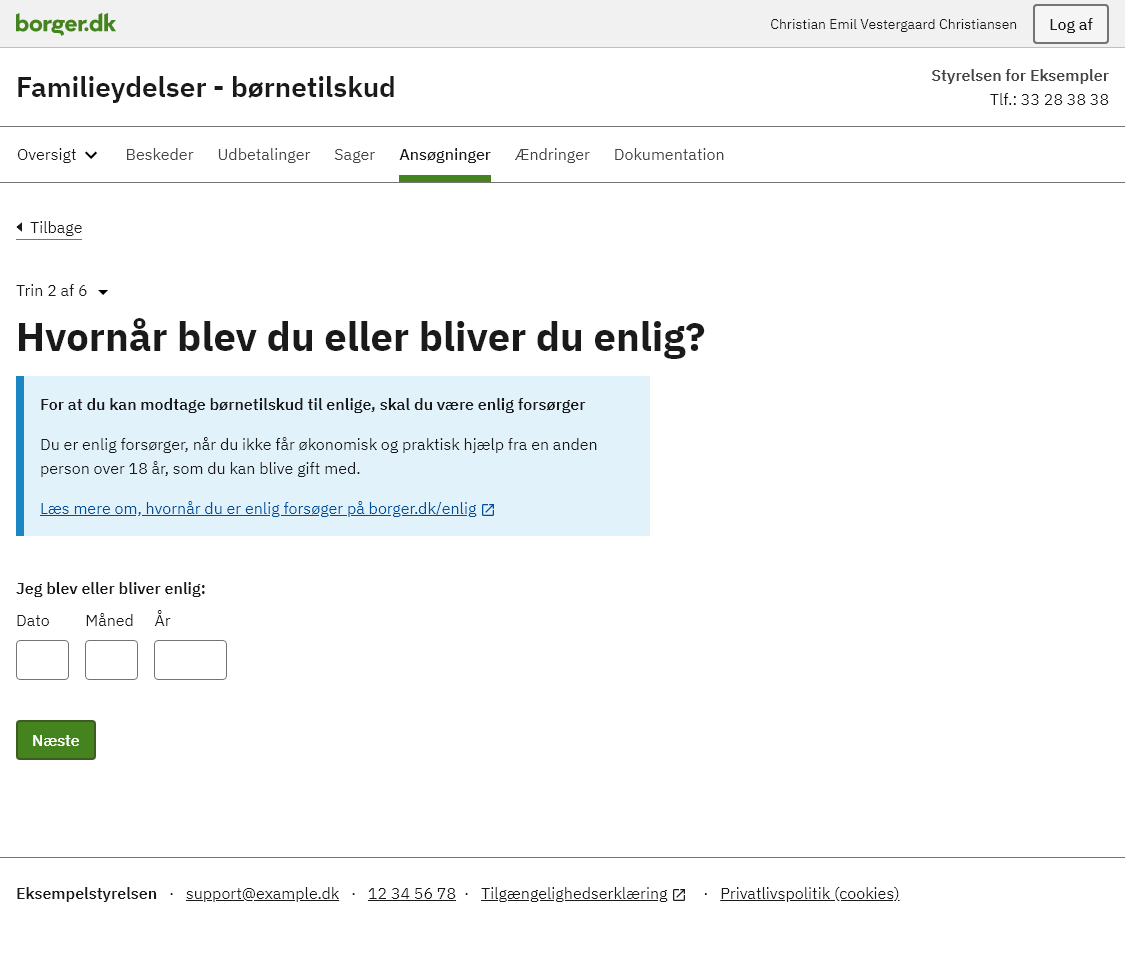 borger.dk
Christian Emil Vestergaard Christiansen
Log af
Familieydelser - børnetilskud
Styrelsen for Eksempler
Tlf.: 33 28 38 38
Oversigt Beskeder Udbetalinger Sager Ansøgninger Ændringer Dokumentation
Tilbage
Trin 2 af 6
Hvornår blev du eller bliver du enlig?
For at du kan modtage børnetilskud til enlige, skal du være enlig forsørger
Du er enlig forsørger, når du ikke får økonomisk og praktisk hjælp fra en anden
person over 18 år, som du kan blive gift med.
Læs mere om, hvornår du er enlig forsøger på borger.dk/enlig
Jeg blev eller bliver enlig:
Dato Måned År
Næste
Eksempelstyrelsen · support@example.dk · 12 34 56 78 · Tilgængelighedserklæring · Privatlivspolitik (cookies)